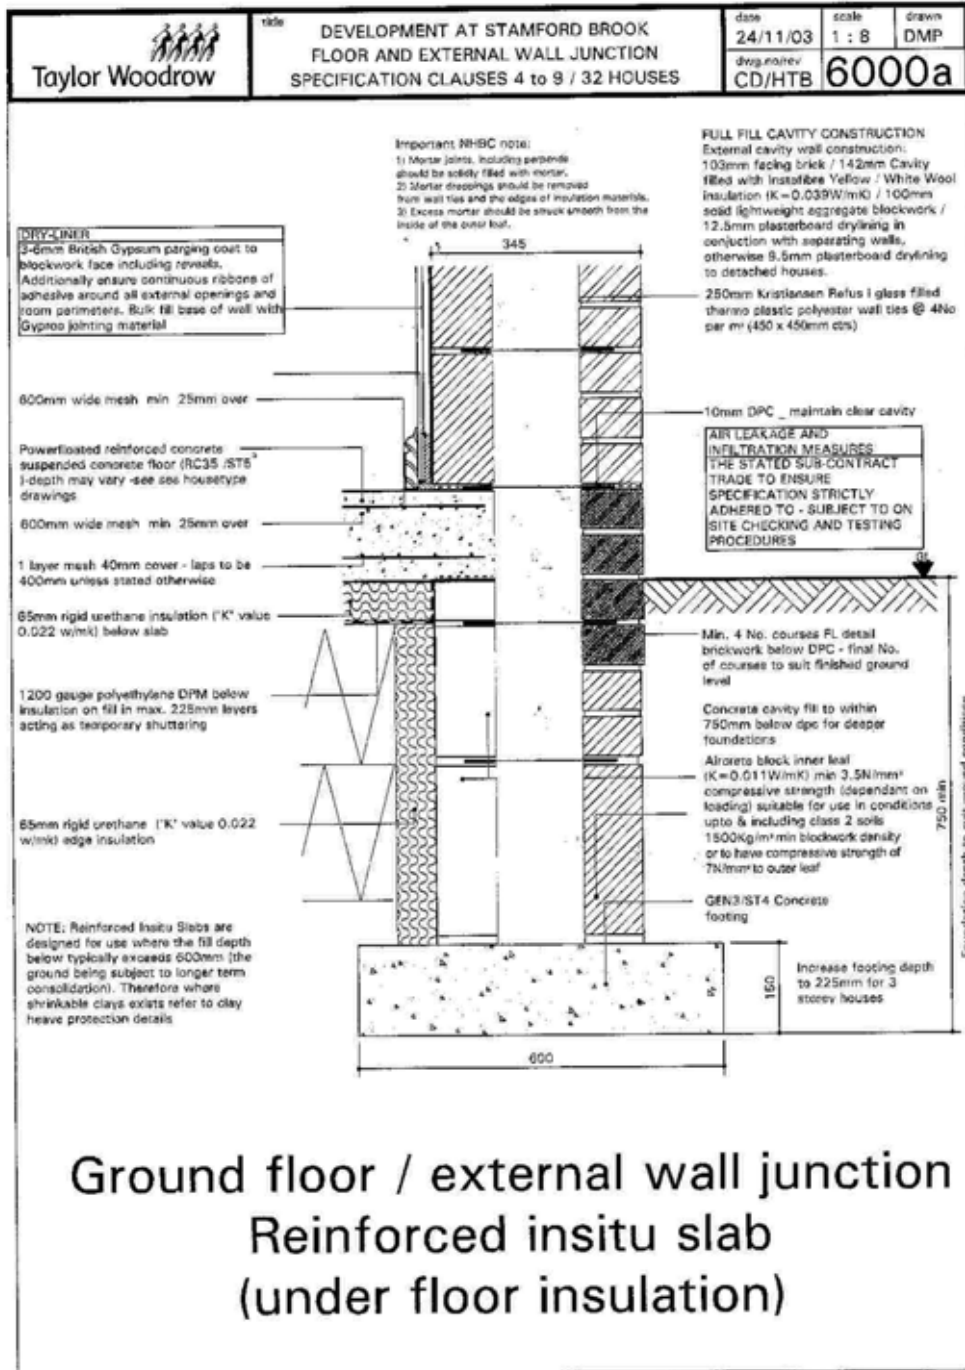 Taylor Woodrow
title
DEVELOPMENT AT STAMFORD BROOK
FLOOR AND EXTERNAL WALL JUNCTION
SPECIFICATION CLAUSES 4 to 9 / 32 HOUSES
date
24/11/03
scale
1 : 8
drawn
DMP
dwg.no/rev
CD/HTB
6000a
Important NHBC note:
1) Mortar joints, including perpends
should be solidly filled with mortar.
2) Mortar droppings should be removed
from wall ties and the edges of insulation materials.
3) Excess mortar should be struck smooth from the
inside of the outer leaf.
FULL FILL CAVITY CONSTRUCTION
External cavity wall construction:
103mm facing brick / 142mm Cavity
filled with Instafibre Yellow / White Wool
insulation (K=0.039W/mK) / 100mm
solid lightweight aggregate blockwork /
12.5mm plasterboard drylining in
conjuction with separating walls,
otherwise 9.5mm plasterboard drylining
to detached houses.
250mm Kristiansen Refus I glass filled
thermo plastic polyester wall ties @ 4No
per m² (450 x 450mm ctrs)
DRY-LINER
3-6mm British Gypsum parging coat to
blockwork face including reveals.
Additionally ensure continuous ribbons of
adhesive around all external openings and
room perimeters. Bulk fill base of wall with
Gyproc jointing material
345
600mm wide mesh min 25mm over
Powerfloated reinforced concrete
suspended concrete floor (RC35 /ST5
)-depth may vary -see see housetype
drawings
600mm wide mesh min 25mm over
1 layer mesh 40mm cover - laps to be
400mm unless stated otherwise
65mm rigid urethane insulation ("K" value
0.022 w/mk) below slab
1200 gauge polyethylene DPM below
insulation on fill in max. 225mm layers
acting as temporary shuttering
65mm rigid urethane ("K" value 0.022
w/mk) edge insulation
NOTE: Reinforced Insitu Slabs are
designed for use where the fill depth
below typically exceeds 600mm (the
ground being subject to longer term
consolidation). Therefore where
shrinkable clays exists refer to clay
heave protection details
10mm DPC _ maintain clear cavity
AIR LEAKAGE AND
INFILTRATION MEASURES
THE STATED SUB-CONTRACT
TRADE TO ENSURE
SPECIFICATION STRICTLY
ADHERED TO - SUBJECT TO ON
SITE CHECKING AND TESTING
PROCEDURES
Min. 4 No. courses FL detail
brickwork below DPC - final No.
of courses to suit finished ground
level
Concrete cavity fill to within
750mm below dpc for deeper
foundations
Aircrete block inner leaf
(K=0.011W/mK) min 3.5N/mm²
compressive strength (dependant on
loading) suitable for use in conditions
upto & including class 2 soils
1500Kg/m³ min blockwork density
or to have compressive strength of
7N/mm² to outer leaf
GEN3/ST4 Concrete
footing
Increase footing depth
to 225mm for 3
storey houses
150
600
750 min
Ground floor / external wall junction
Reinforced insitu slab
(under floor insulation)